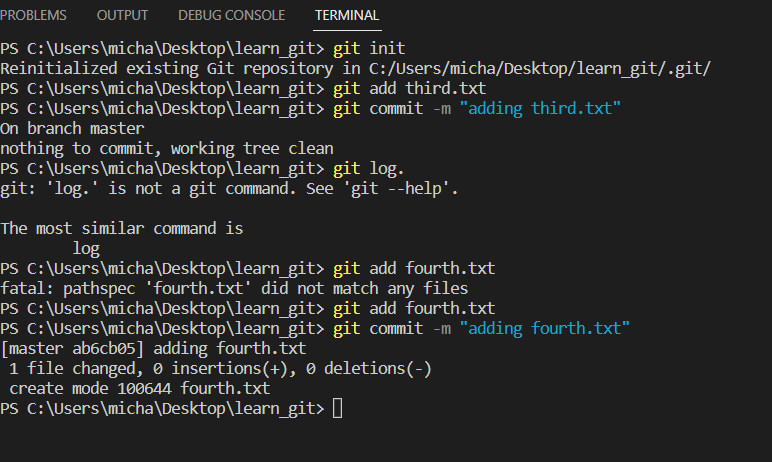 PROBLEMS OUTPUT DEBUG CONSOLE TERMINAL
PS C:\Users\micha\Desktop\learn_git> git init
Reinitialized existing Git repository in C:/Users/micha/Desktop/learn_git/.git/
PS C:\Users\micha\Desktop\learn_git> git add third.txt
PS C:\Users\micha\Desktop\learn_git> git commit -m "adding third.txt"
On branch master
nothing to commit, working tree clean
PS C:\Users\micha\Desktop\learn_git> git log.
git: 'log.' is not a git command. See 'git --help'.

The most similar command is
        log
PS C:\Users\micha\Desktop\learn_git> git add fourth.txt
fatal: pathspec 'fourth.txt' did not match any files
PS C:\Users\micha\Desktop\learn_git> git add fourth.txt
PS C:\Users\micha\Desktop\learn_git> git commit -m "adding fourth.txt"
[master ab6cb05] adding fourth.txt
 1 file changed, 0 insertions(+), 0 deletions(-)
 create mode 100644 fourth.txt
PS C:\Users\micha\Desktop\learn_git>